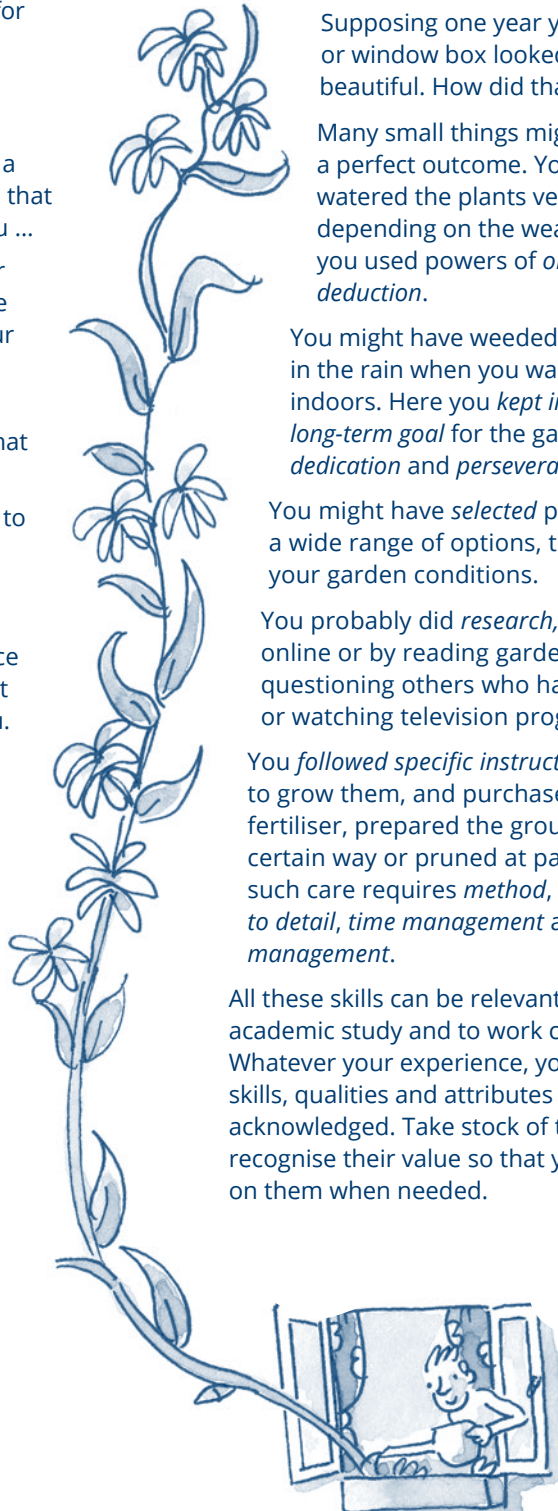 for
a
that
u ...
r
e
ur
hat
to
ce
t
u.
Supposing one year y
or window box looked
beautiful. How did tha
Many small things mig
a perfect outcome. Yo
watered the plants ve
depending on the wea
you used powers of o
deduction.
You might have weeded
in the rain when you wa
indoors. Here you kept i
long-term goal for the ga
dedication and persevera
You might have selected p
a wide range of options, t
your garden conditions.
You probably did research,
online or by reading garde
questioning others who ha
or watching television prog
You followed specific instruct
to grow them, and purchase
fertiliser, prepared the grou
certain way or pruned at pa
such care requires method,
to detail, time management a
management.
All these skills can be relevant
academic study and to work o
Whatever your experience, yo
skills, qualities and attributes
acknowledged. Take stock of t
recognise their value so that y
on them when needed.